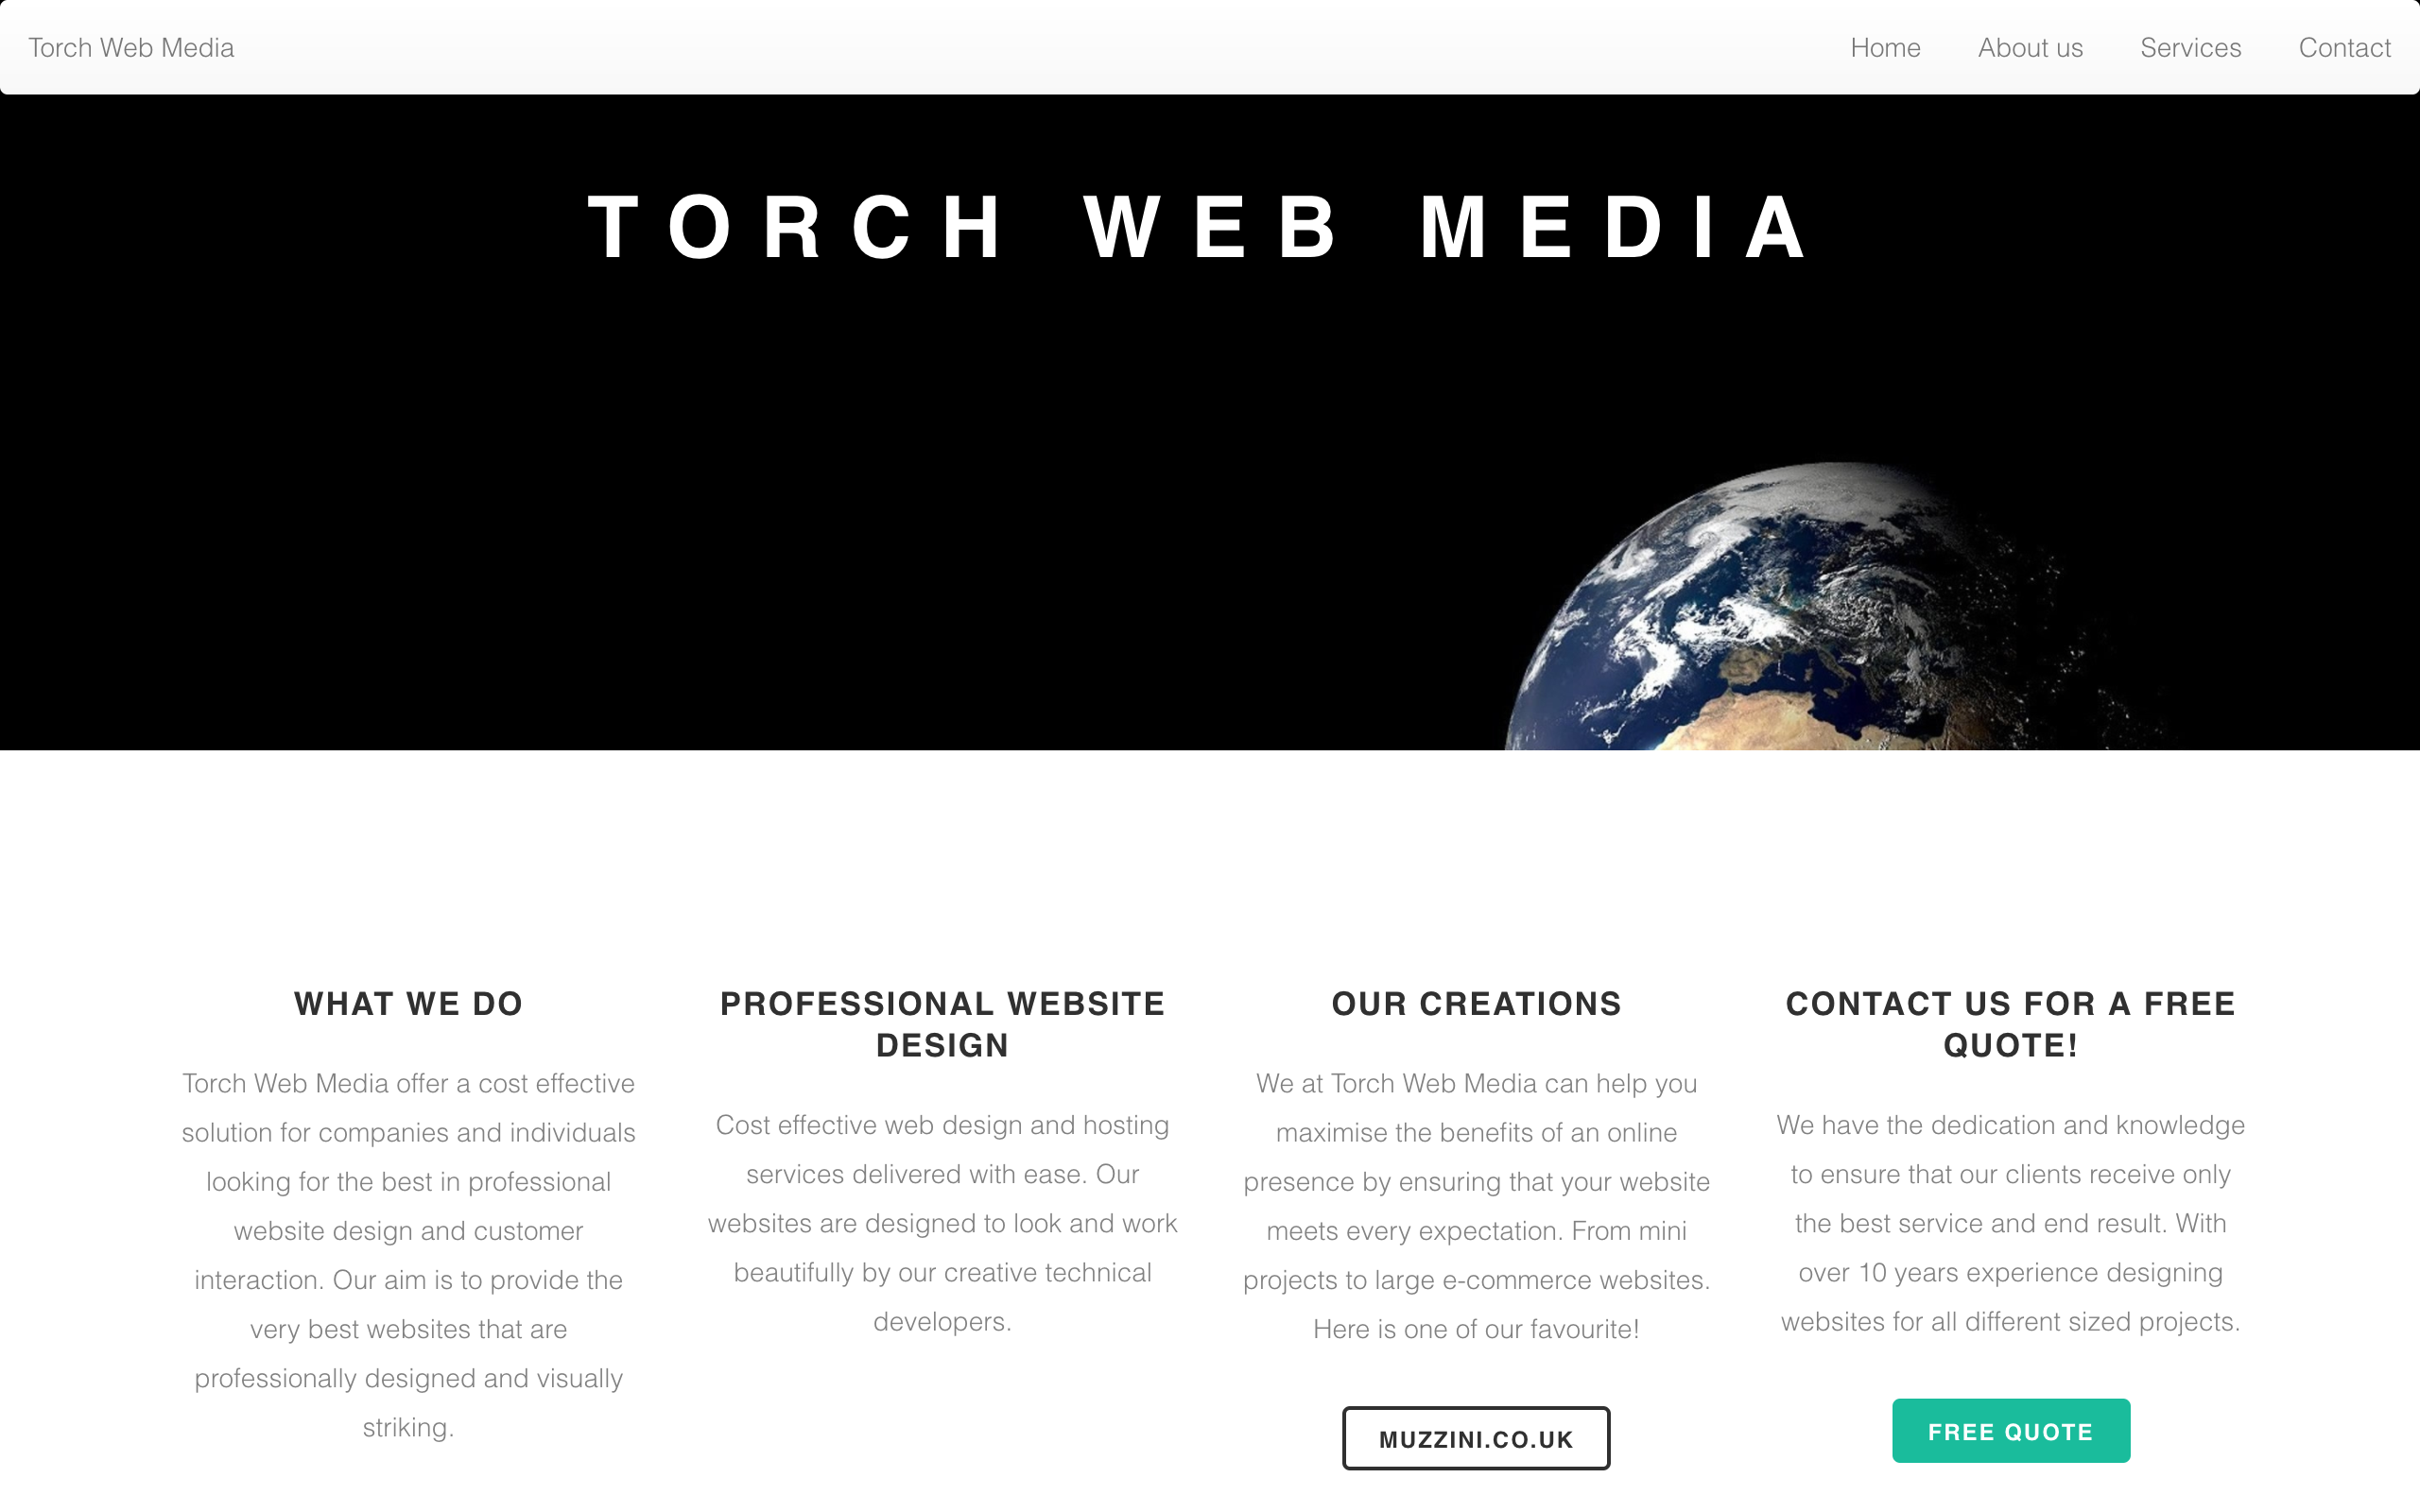 Torch Web Media
Home
About us
Services
Contact
TORCH WEB MEDIA
WHAT WE DO
Torch Web Media offer a cost effective
solution for companies and individuals
looking for the best in professional
website design and customer
interaction. Our aim is to provide the
very best websites that are
professionally designed and visually
striking.
PROFESSIONAL WEBSITE
DESIGN
Cost effective web design and hosting
services delivered with ease. Our
websites are designed to look and work
beautifully by our creative technical
developers.
OUR CREATIONS
We at Torch Web Media can help you
maximise the benefits of an online
presence by ensuring that your website
meets every expectation. From mini
projects to large e-commerce websites.
Here is one of our favourite!
MUZZINI.CO.UK
CONTACT US FOR A FREE
QUOTE!
We have the dedication and knowledge
to ensure that our clients receive only
the best service and end result. With
over 10 years experience designing
websites for all different sized projects.
FREE QUOTE